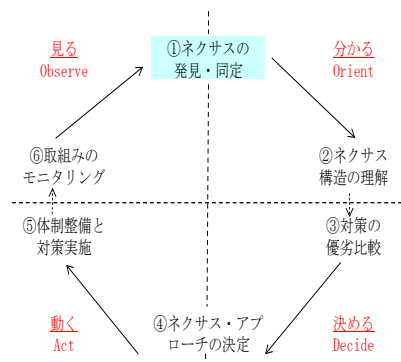 見る
Observe
①ネクサスの
発見・同定
分かる
Orient
⑥取組みの
モニタリング
②ネクサス
構造の理解
⑤体制整備と
対策実施
③対策の
優劣比較
動く
Act
④ネクサス・アプ
ローチの決定
決める
Decide